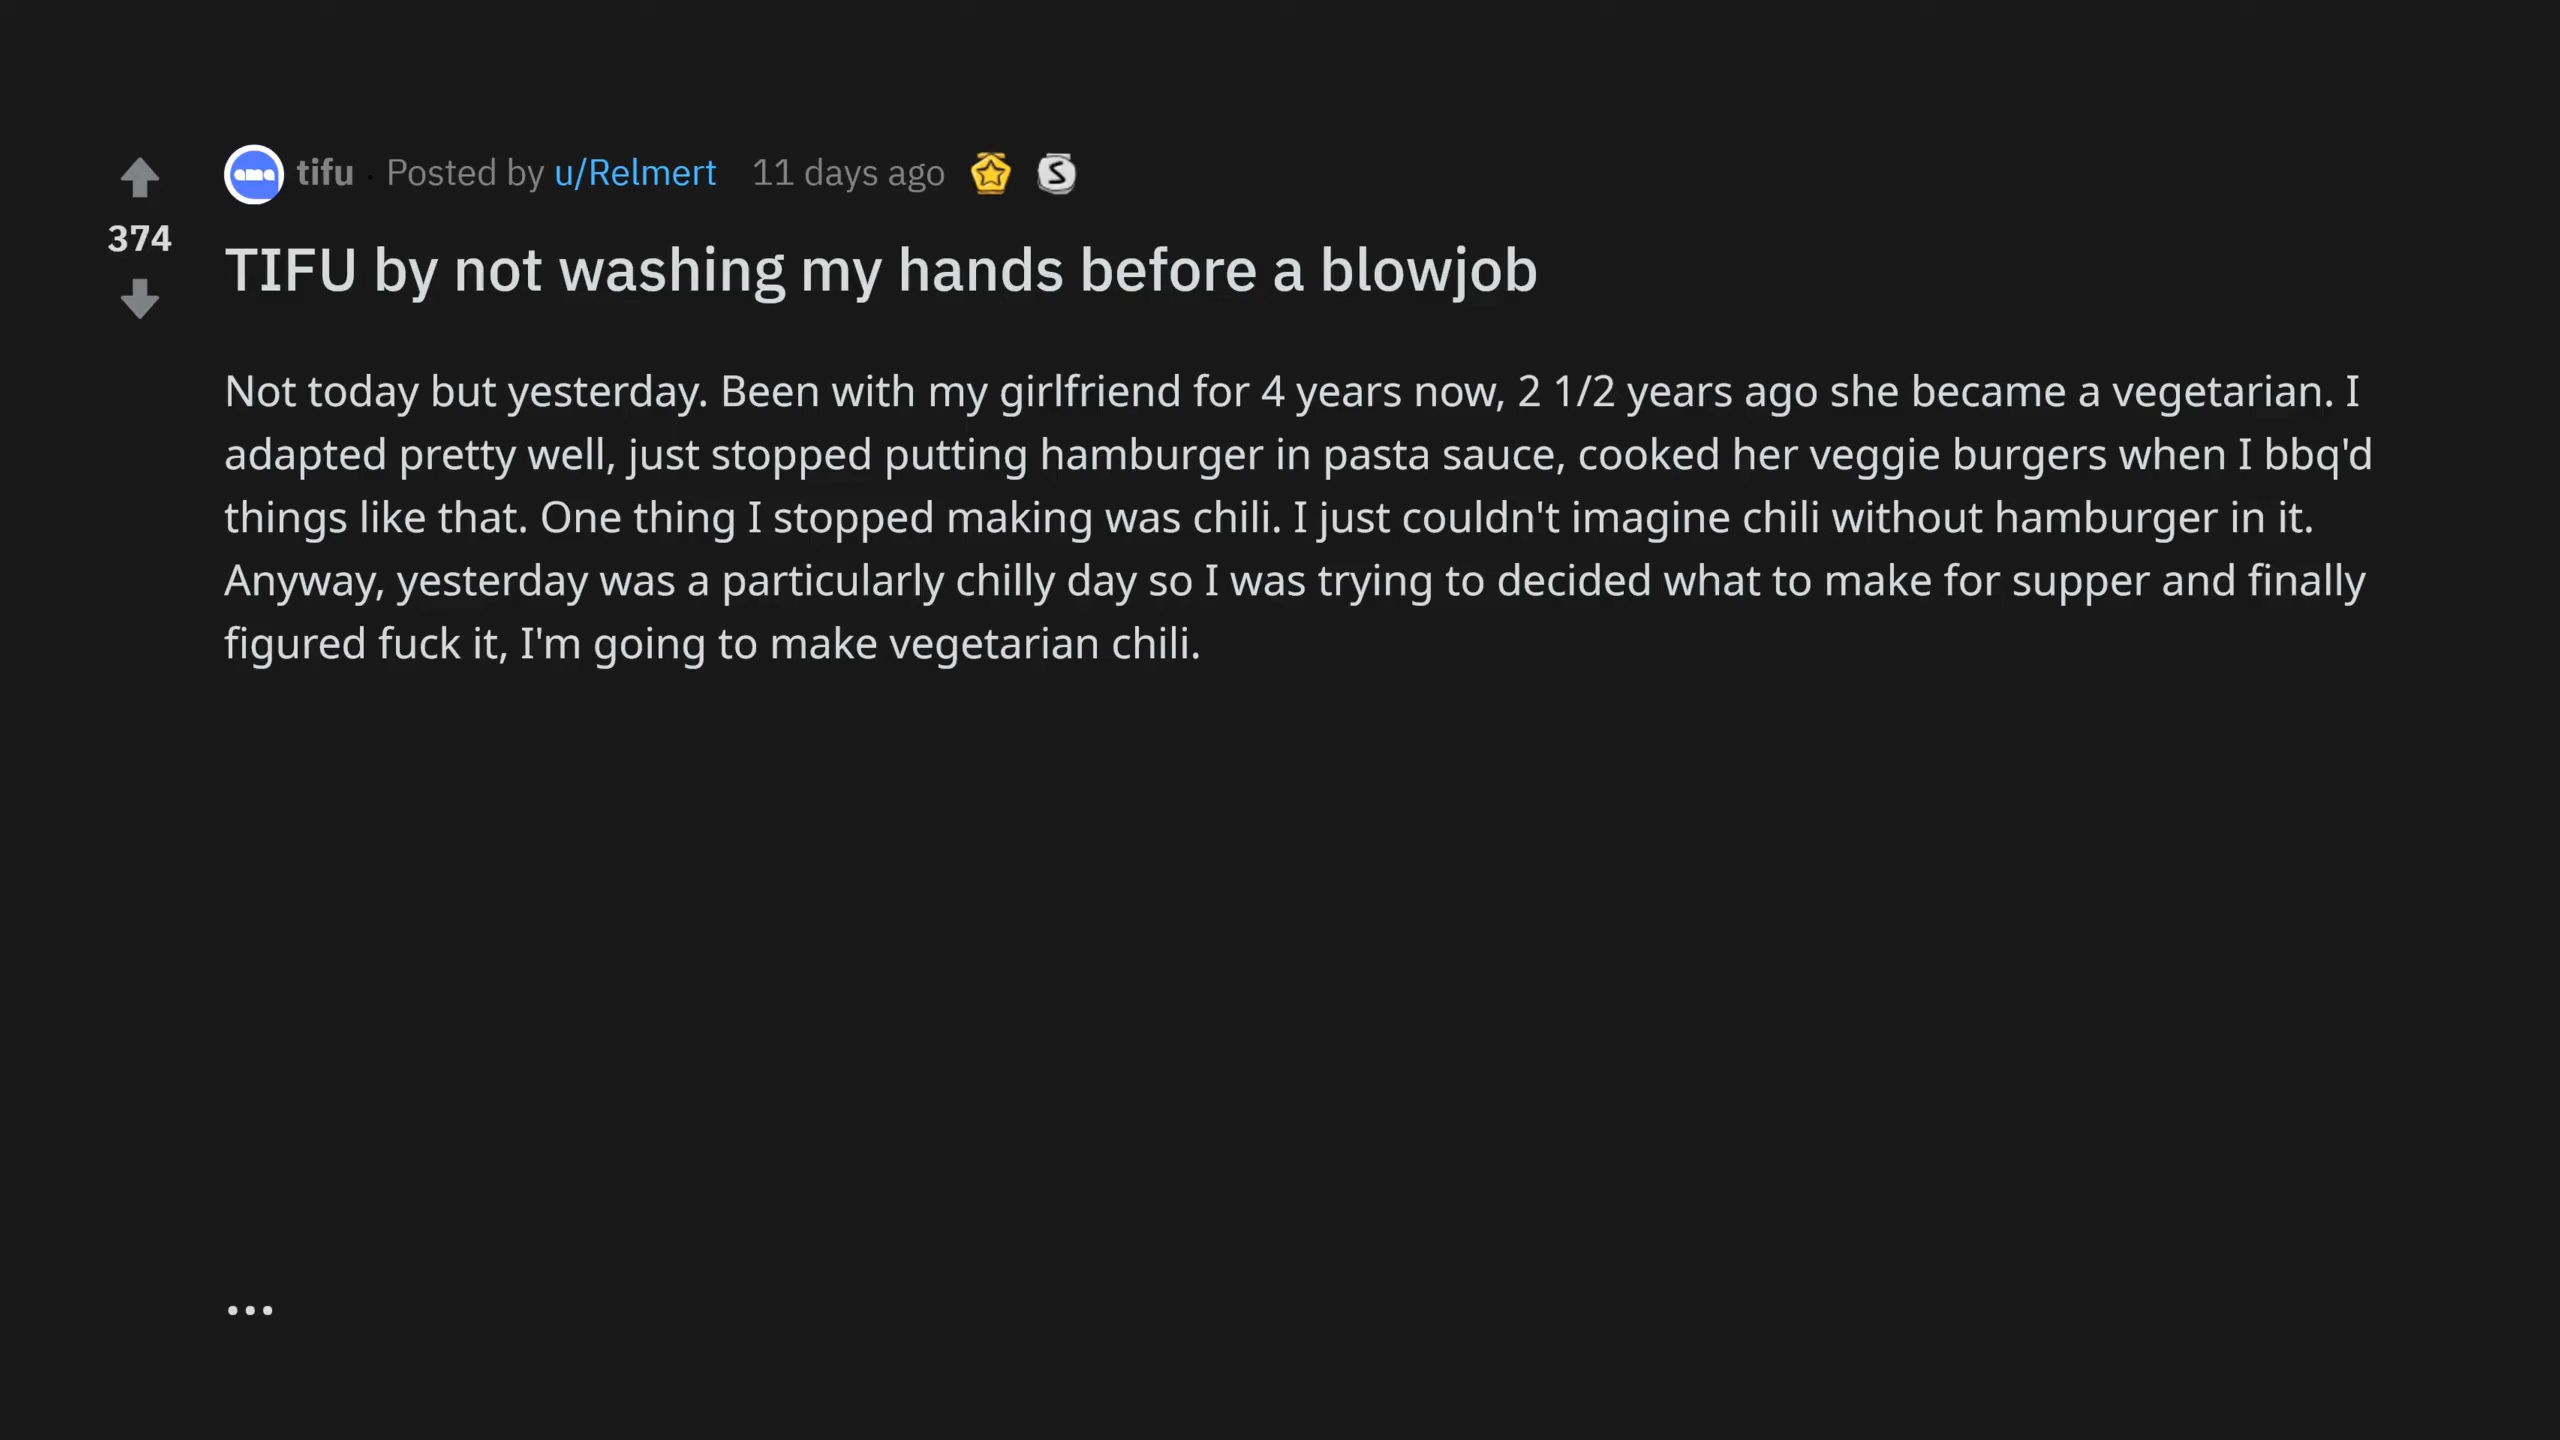 tifu · Posted by u/Relmert 11 days ago
374
TIFU by not washing my hands before a blowjob
Not today but yesterday. Been with my girlfriend for 4 years now, 2 1/2 years ago she became a vegetarian. I
adapted pretty well, just stopped putting hamburger in pasta sauce, cooked her veggie burgers when I bbq'd
things like that. One thing I stopped making was chili. I just couldn't imagine chili without hamburger in it.
Anyway, yesterday was a particularly chilly day so I was trying to decided what to make for supper and finally
figured fuck it, I'm going to make vegetarian chili.
...